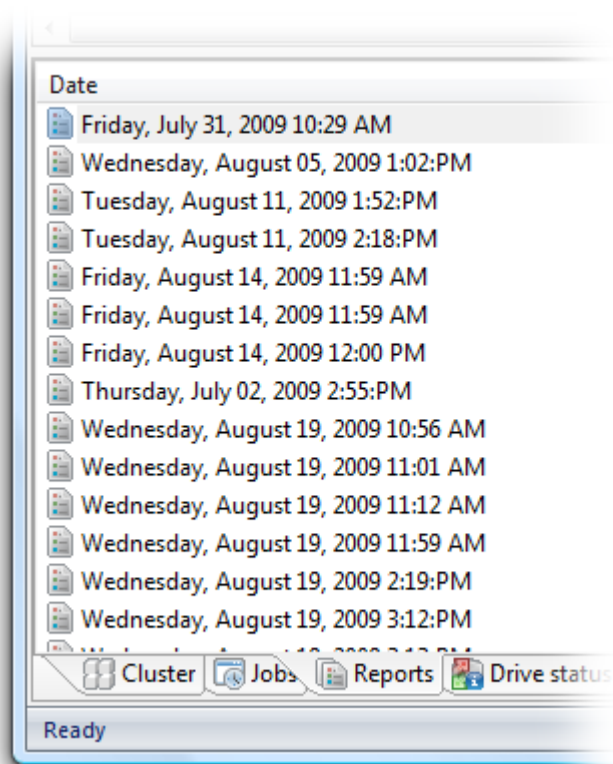 Date
Friday, July 31, 2009 10:29 AM
Wednesday, August 05, 2009 1:02:PM
Tuesday, August 11, 2009 1:52:PM
Tuesday, August 11, 2009 2:18:PM
Friday, August 14, 2009 11:59 AM
Friday, August 14, 2009 11:59 AM
Friday, August 14, 2009 12:00 PM
Thursday, July 02, 2009 2:55:PM
Wednesday, August 19, 2009 10:56 AM
Wednesday, August 19, 2009 11:01 AM
Wednesday, August 19, 2009 11:12 AM
Wednesday, August 19, 2009 11:59 AM
Wednesday, August 19, 2009 2:19:PM
Wednesday, August 19, 2009 3:12:PM
Cluster Jobs Reports Drive status
Ready